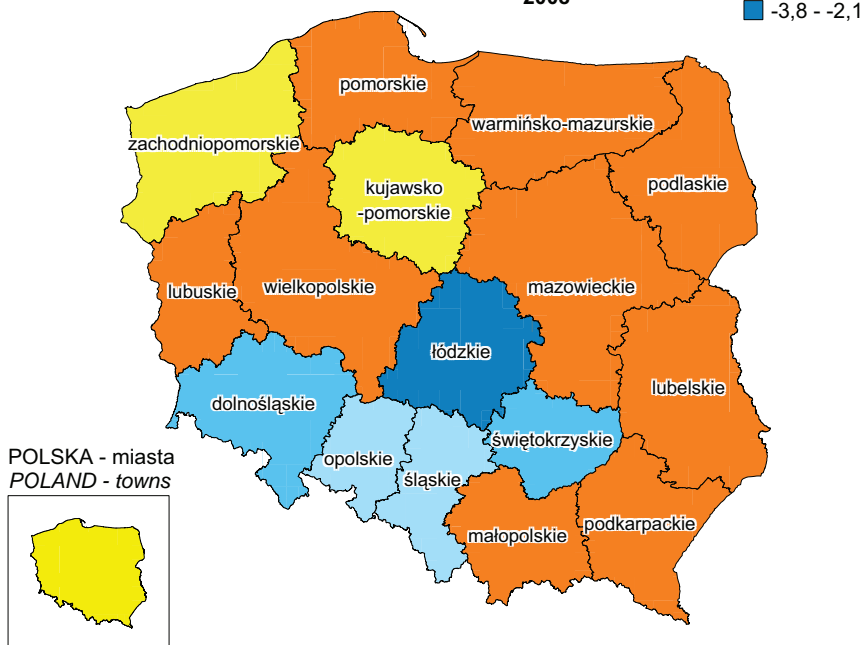 -3,8 - -2,1
pomorskie
warmińsko-mazurskie
zachodniopomorskie
podlaskie
kujawsko
-pomorskie
lubuskie
wielkopolskie
mazowieckie
łódzkie
lubelskie
dolnośląskie
świętokrzyskie
opolskie
śląskie
POLSKA - miasta
POLAND - towns
małopolskie
podkarpackie